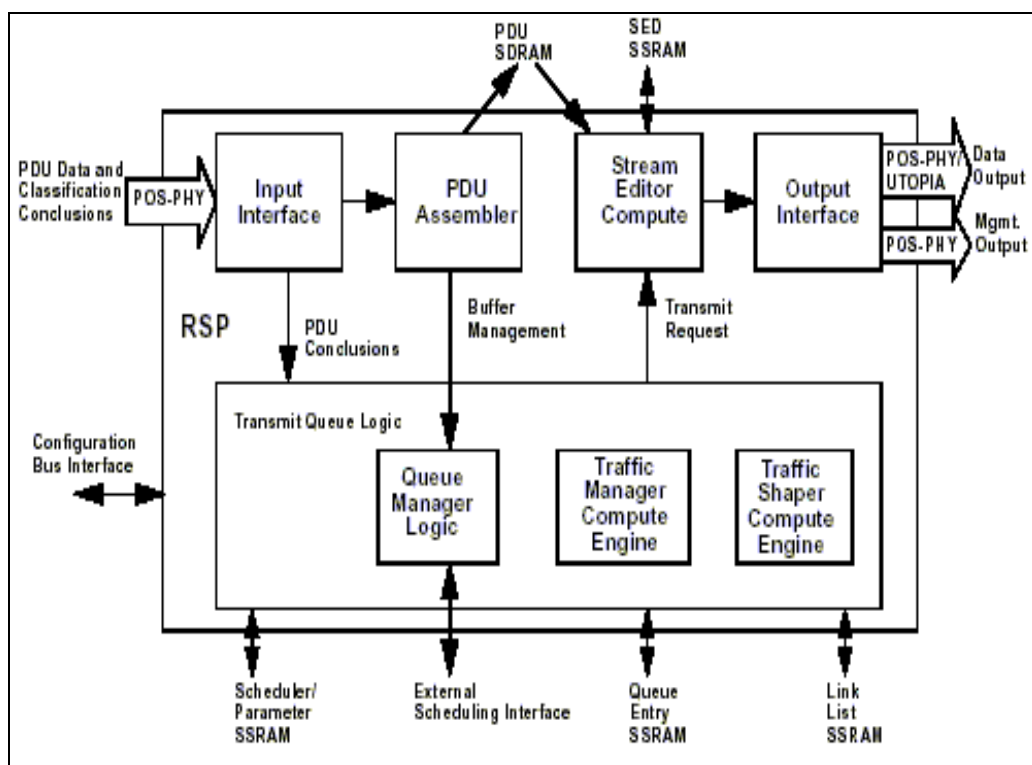 PDU
SDRAM
SED
SSRAM
PDU Data and
Classification
Conclusions
POS-PHY
Input
Interface
PDU
Assembler
Stream
Editor
Compute
Output
Interface
POS-PHY/
UTOPIA
Data
Output
POS-PHY
Mgmt.
Output
RSP
PDU
Conclusions
Buffer
Management
Transmit
Request
Transmit Queue Logic
Configuration
Bus Interface
Queue
Manager
Logic
Traffic
Manager
Compute
Engine
Traffic
Shaper
Compute
Engine
Scheduler/
Parameter
SSRAM
External
Scheduling Interface
Queue
Entry
SSRAM
Link
List
SSRAM